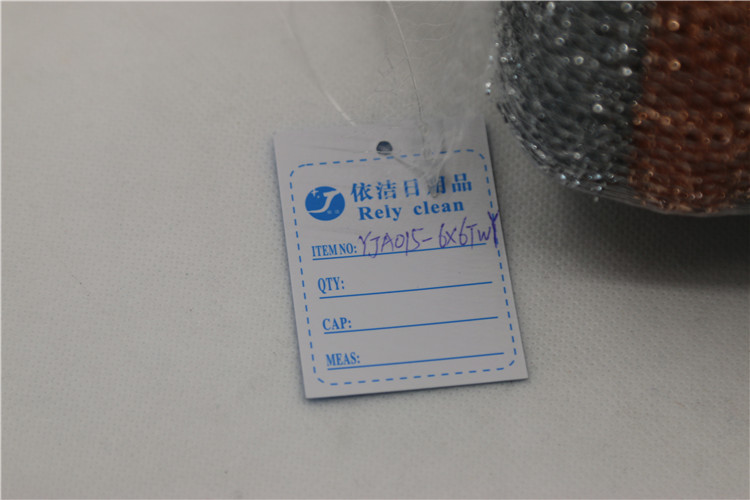 依洁日用品
Rely clean
ITEM NO: YJA015-6X6TWY
QTY:
CAP:
MEAS: